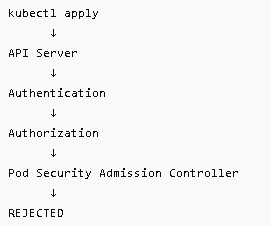 kubectl apply
↓
API Server
↓
Authentication
↓
Authorization
↓
Pod Security Admission Controller
↓
REJECTED